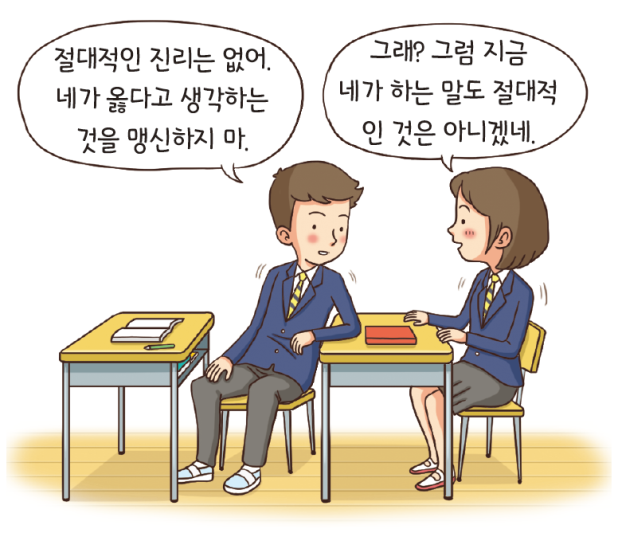 절대적인 진리는 없어.
네가 옳다고 생각하는
것을 맹신하지 마.
그래? 그럼 지금
네가 하는 말도 절대적
인 것은 아니겠네.